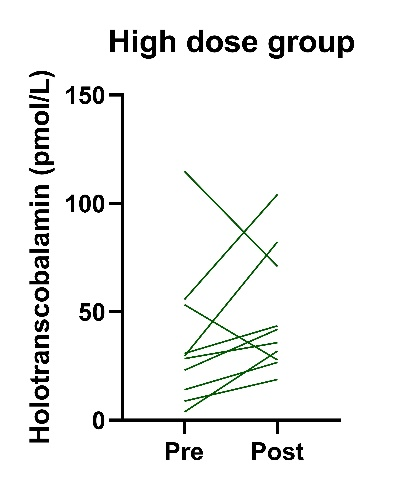 High dose group
Holotranscobalamin (pmol/L)
150
100
50
0
Pre Post